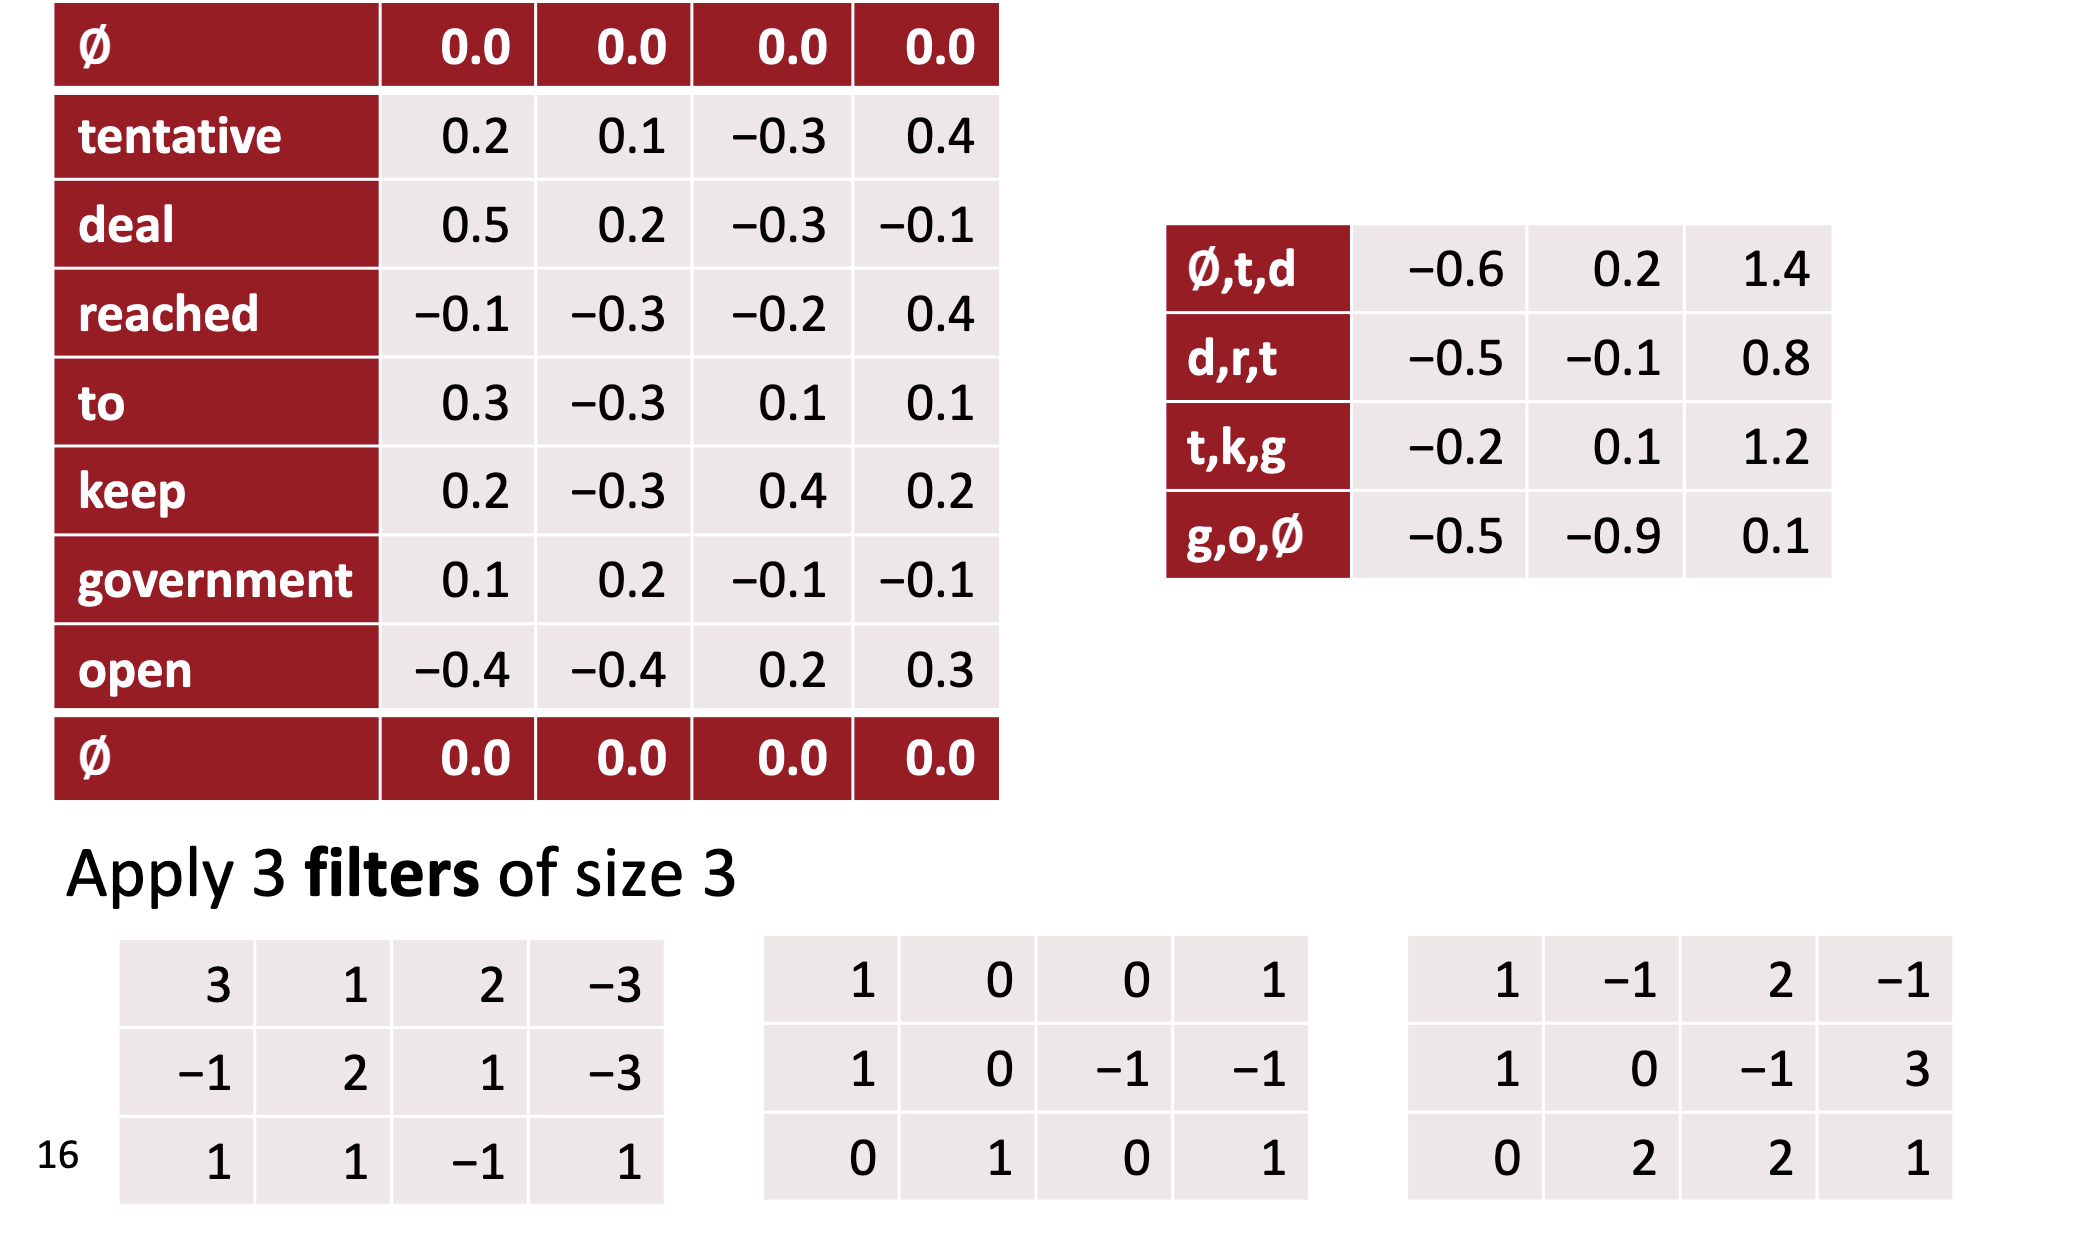 Ø 0.0 0.0 0.0 0.0
tentative 0.2 0.1 −0.3 0.4
deal 0.5 0.2 −0.3 −0.1
reached −0.1 −0.3 −0.2 0.4
to 0.3 −0.3 0.1 0.1
keep 0.2 −0.3 0.4 0.2
government 0.1 0.2 −0.1 −0.1
open −0.4 −0.4 0.2 0.3
Ø 0.0 0.0 0.0 0.0
Ø,t,d −0.6 0.2 1.4
d,r,t −0.5 −0.1 0.8
t,k,g −0.2 0.1 1.2
g,o,Ø −0.5 −0.9 0.1
Apply 3 filters of size 3
3 1 2 −3
−1 2 1 −3
1 1 −1 1
1 0 0 1
1 0 −1 −1
0 1 0 1
1 −1 2 −1
1 0 −1 3
0 2 2 1
16